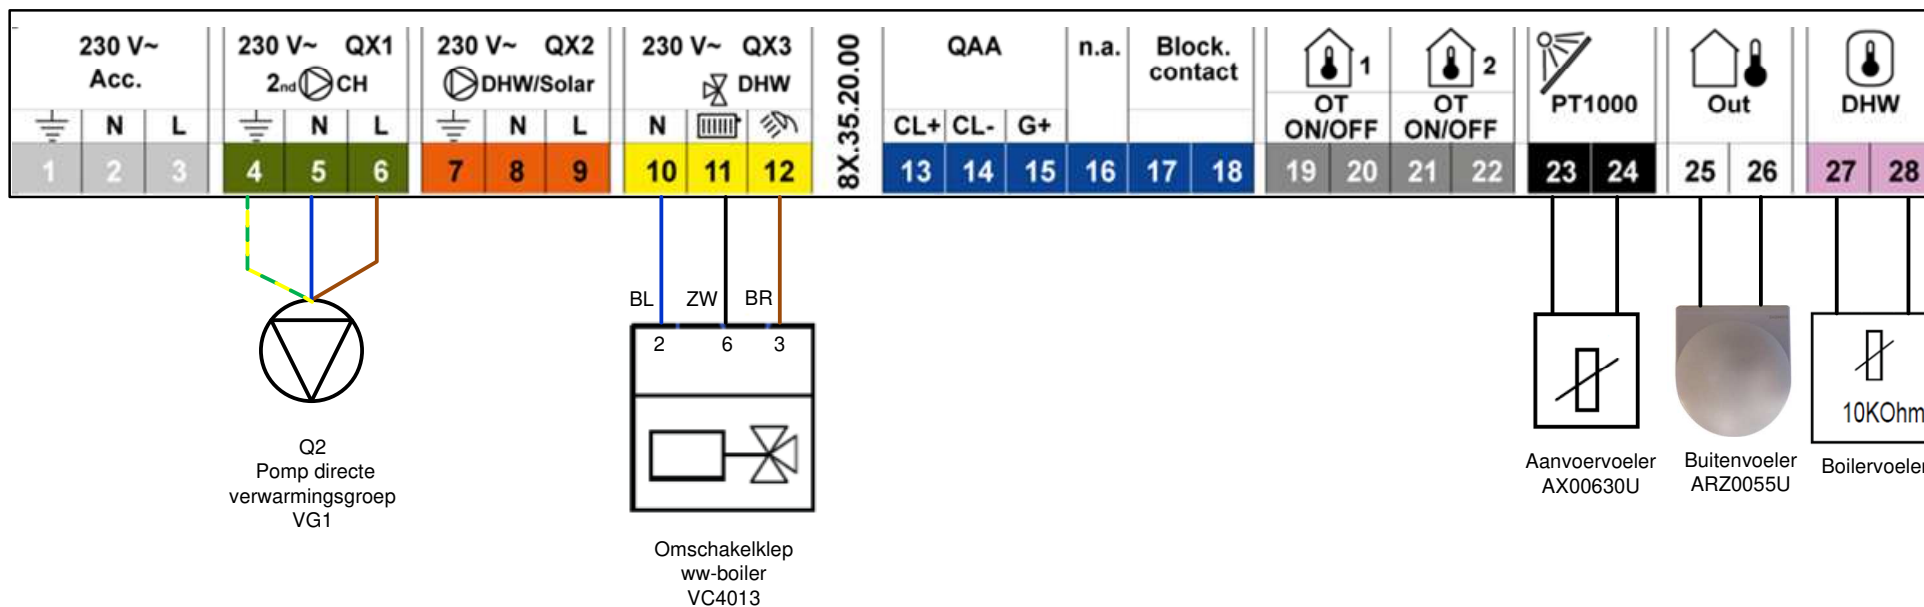 230 V~
Acc.
230 V~ QX1
2nd CH
230 V~ QX2
DHW/Solar
230 V~ QX3
DHW
8X.35.20.00
QAA
n.a.
Block.
contact
1
OT
ON/OFF
2
OT
ON/OFF
PT1000
Out
DHW
N L
N L
N L
N
CL+ CL- G+
1 2 3 4 5 6 7 8 9 10 11 12 13 14 15 16 17 18 19 20 21 22 23 24 25 26 27 28
BL ZW BR
2 6 3
10KOhm
Q2
Pomp directe
verwarmingsgroep
VG1
Omschakelklep
ww-boiler
VC4013
Aanvoervoeler
AX00630U
Buitenvoeler
ARZ0055U
Boilervoeler